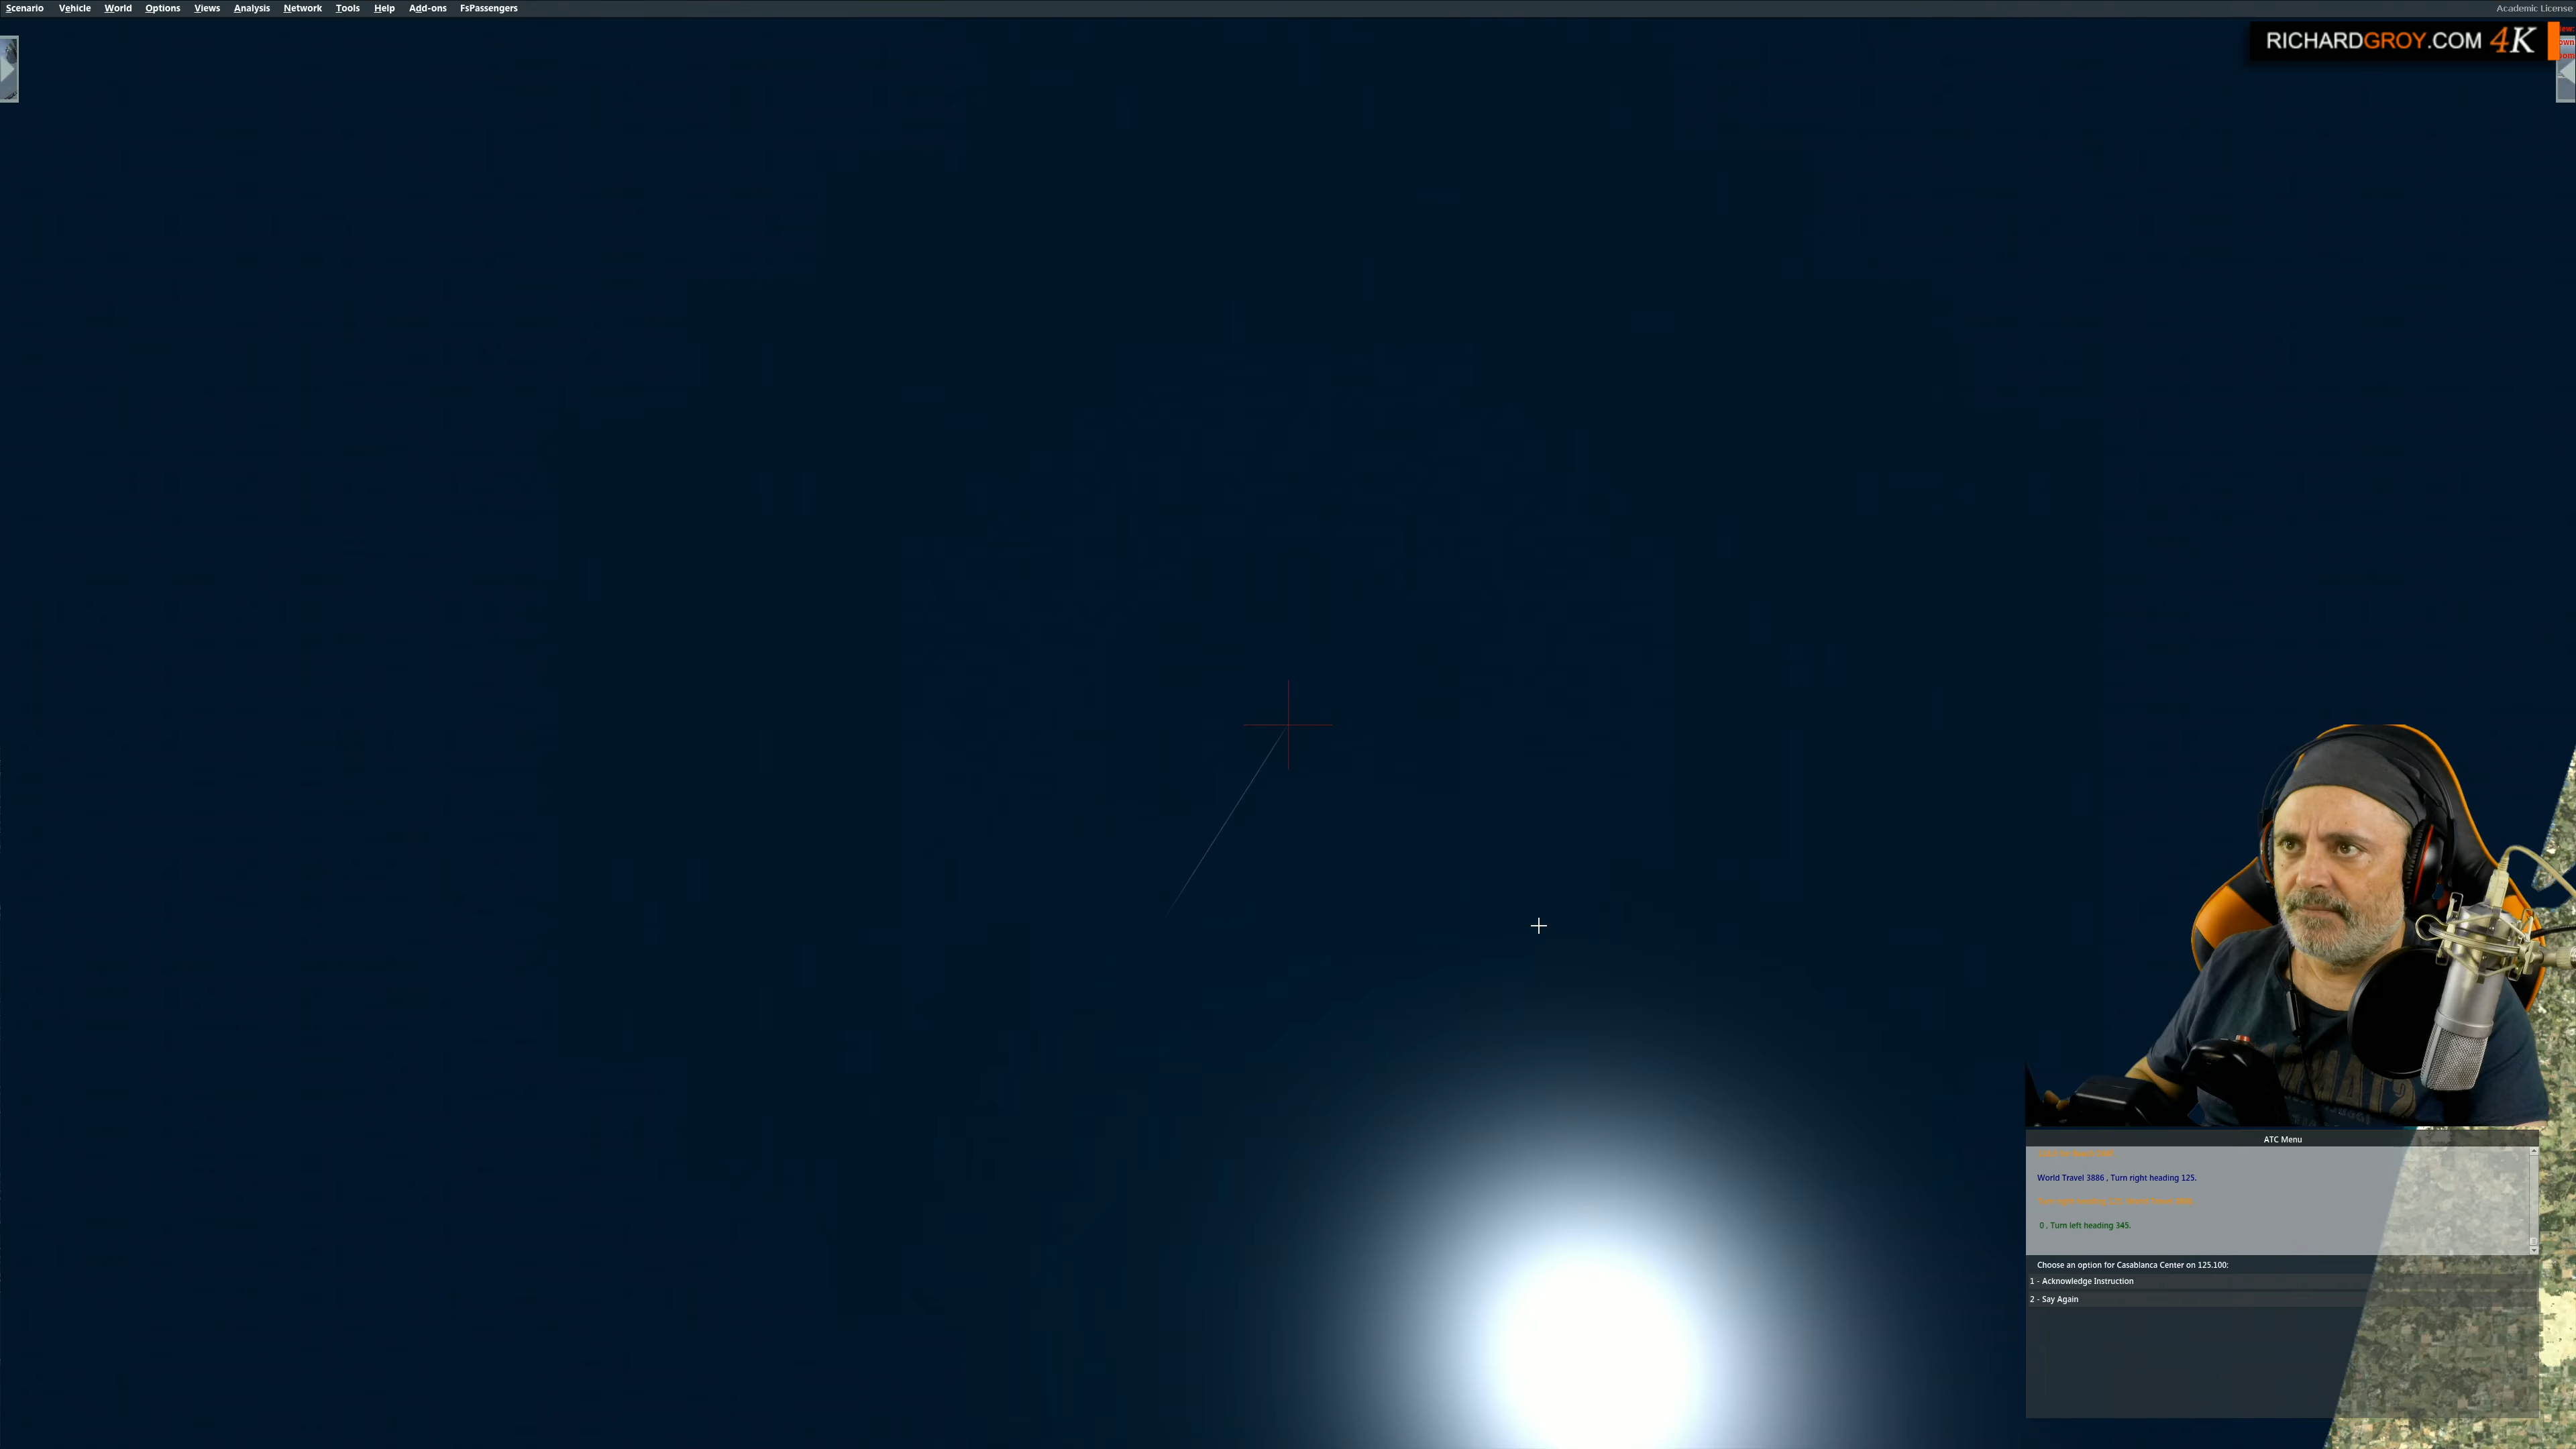 Scenario Vehicle World Options Views Analysis Network Tools Help Add-ons FsPassengers Academic License
RICHARDGROY.COM 4K
ATC Menu
World Travel 3886 , Turn right heading 125.
0 , Turn left heading 345.
Choose an option for Casablanca Center on 125.100:
1 - Acknowledge Instruction
2 - Say Again